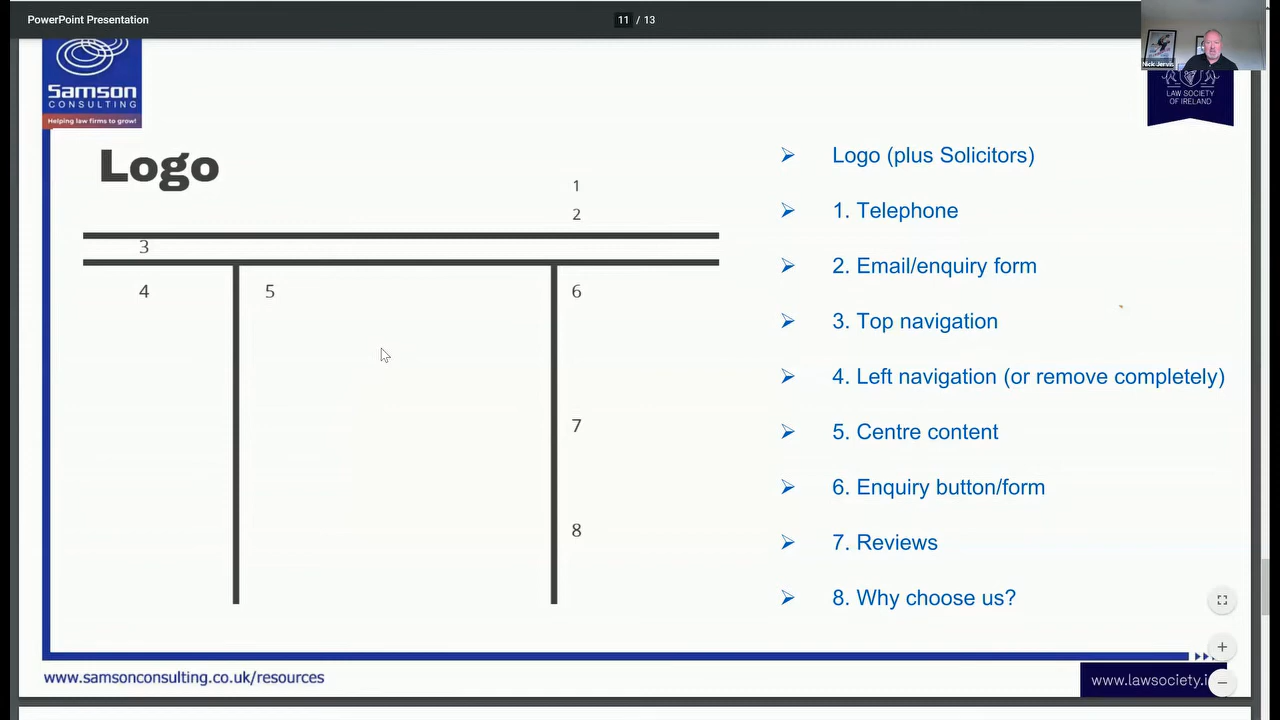 PowerPoint Presentation
11 / 13
Nick Jervis
Samson
CONSULTING
Helping law firms to grow!
LAW SOCIETY
OF IRELAND
Logo
1
2
3
4
5
6
7
8
Logo (plus Solicitors)
1. Telephone
2. Email/enquiry form
3. Top navigation
4. Left navigation (or remove completely)
5. Centre content
6. Enquiry button/form
7. Reviews
8. Why choose us?
www.samsonconsulting.co.uk/resources